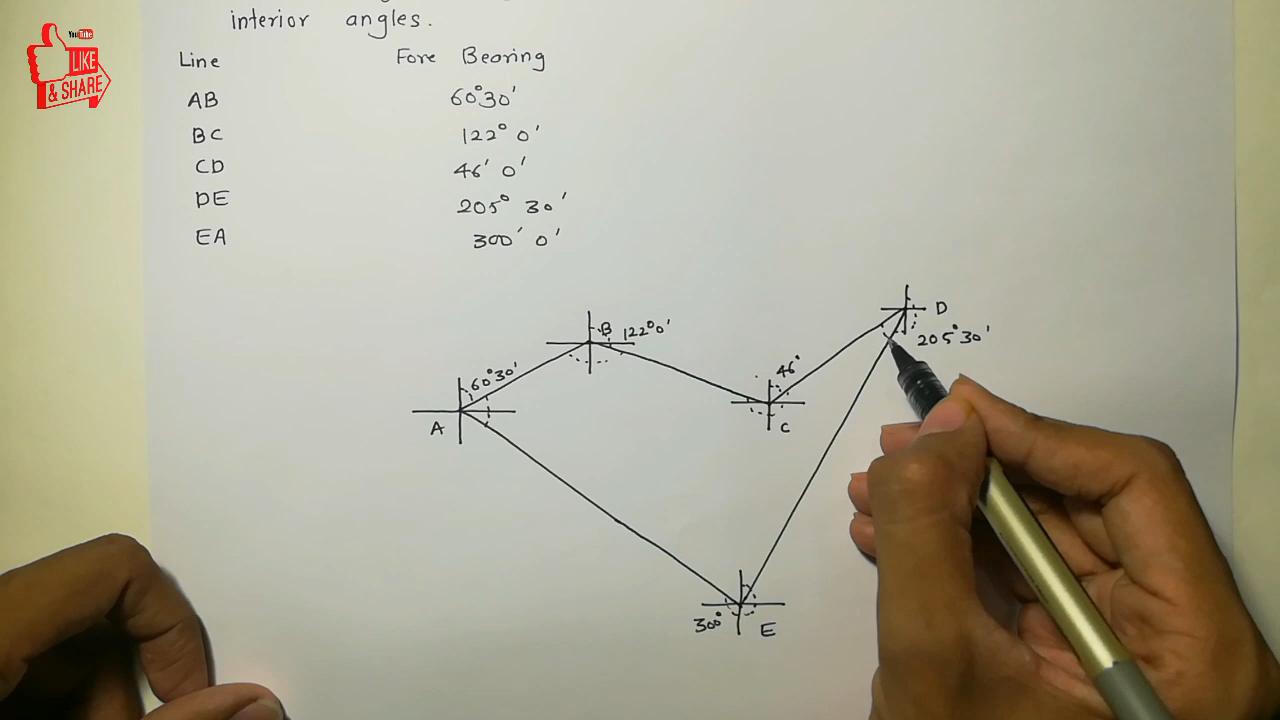 interior angles.
Line Fore Bearing
AB 60°30'
BC 122° 0'
CD 46' 0'
DE 205° 30'
EA 300' 0'
YouTube
LIKE
& SHARE
D
B 122°0'
205°30'
46°
60°30'
A
C
300°
E